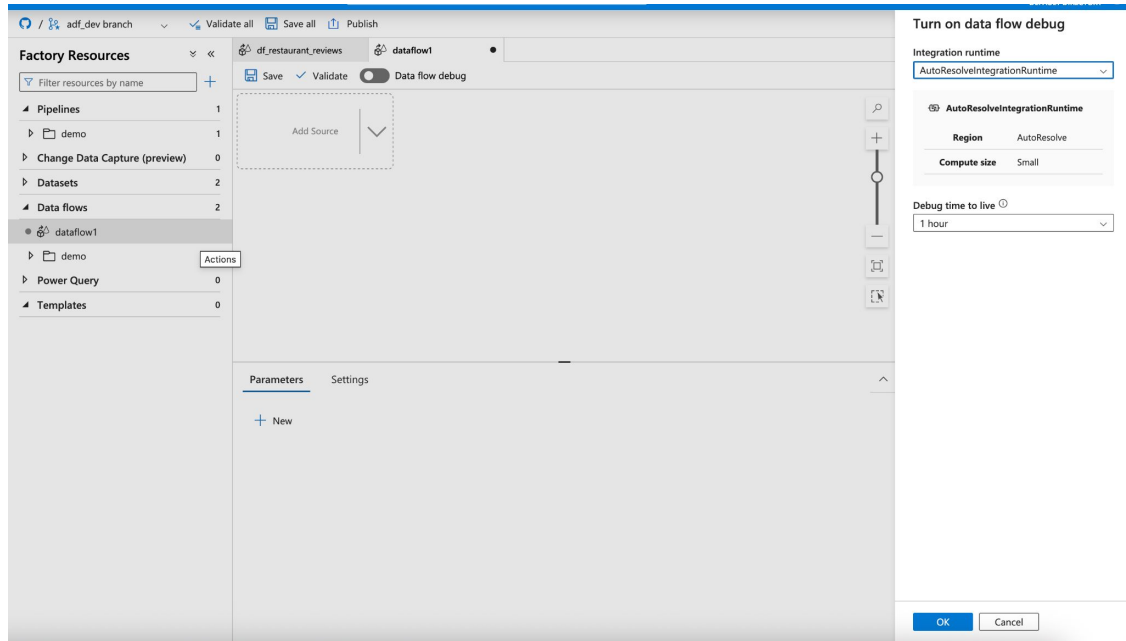 / adf_dev branch Validate all Save all Publish
Factory Resources
Filter resources by name
Pipelines 1
demo 1
Change Data Capture (preview) 0
Datasets 2
Data flows 2
dataflow1
demo
Actions
Power Query 0
Templates 0
df_restaurant_reviews dataflow1
Save Validate Data flow debug
Add Source
Parameters Settings
New
Turn on data flow debug
Integration runtime
AutoResolveIntegrationRuntime
AutoResolveIntegrationRuntime
Region AutoResolve
Compute size Small
Debug time to live
1 hour
OK Cancel